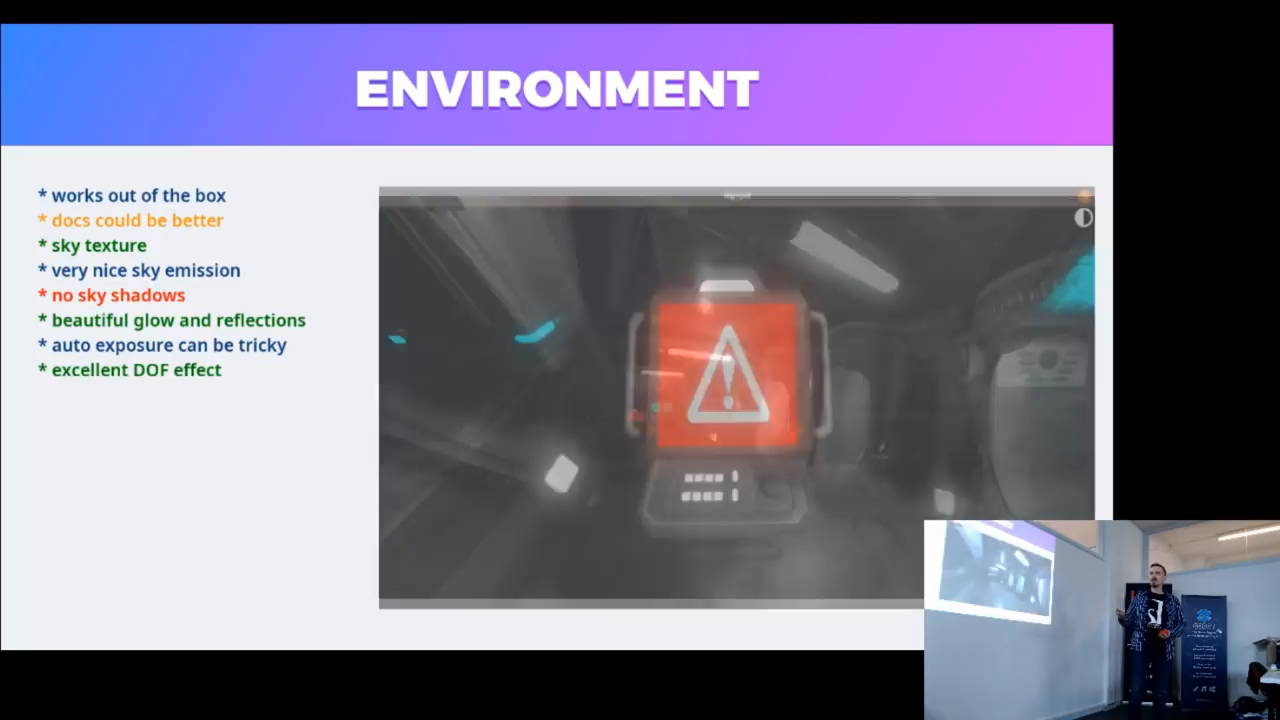 ENVIRONMENT
* works out of the box
* docs could be better
* sky texture
* very nice sky emission
* no sky shadows
* beautiful glow and reflections
* auto exposure can be tricky
* excellent DOF effect